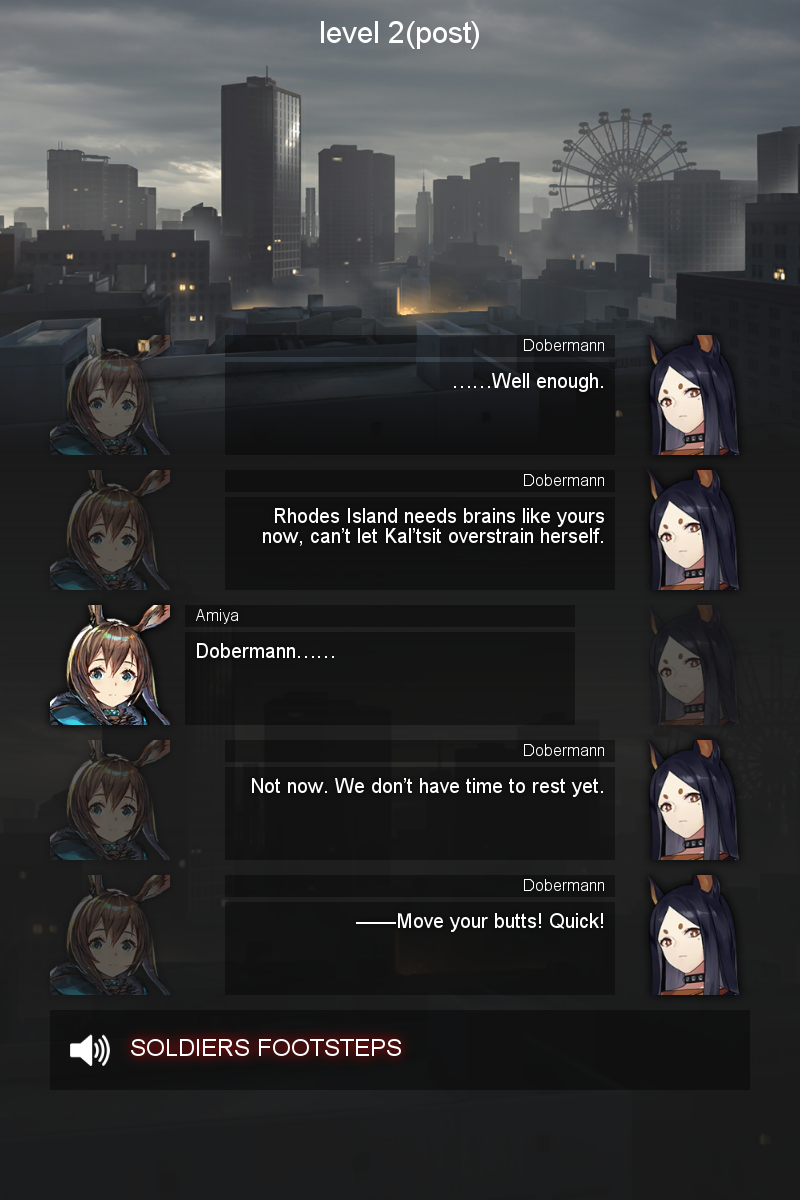 level 2(post)
Dobermann
……Well enough.
Dobermann
Rhodes Island needs brains like yours
now, can't let Kal'tsit overstrain herself.
Amiya
Dobermann……
Dobermann
Not now. We don't have time to rest yet.
Dobermann
——Move your butts! Quick!
SOLDIERS FOOTSTEPS